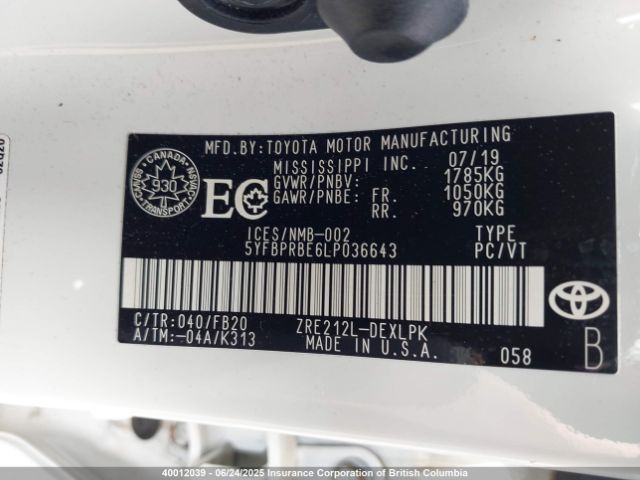 MFD.BY:TOYOTA MOTOR MANUFACTURING
MISSISSIPPI INC. 07/19
GVWR/PNBV: 1785KG
GAWR/PNBE: FR. 1050KG
RR. 970KG
CANADA
930
TRANSPORT
EC
ICES/NMB-002 TYPE
5YFBPRBE6LP036643 PC/VT
C/TR:040/FB20 ZRE212L-DEXLPK
A/TM:-04A/K313 MADE IN U.S.A.
058
B
TOYOTA
40012039 - 06/24/2025 Insurance Corporation of British Columbia